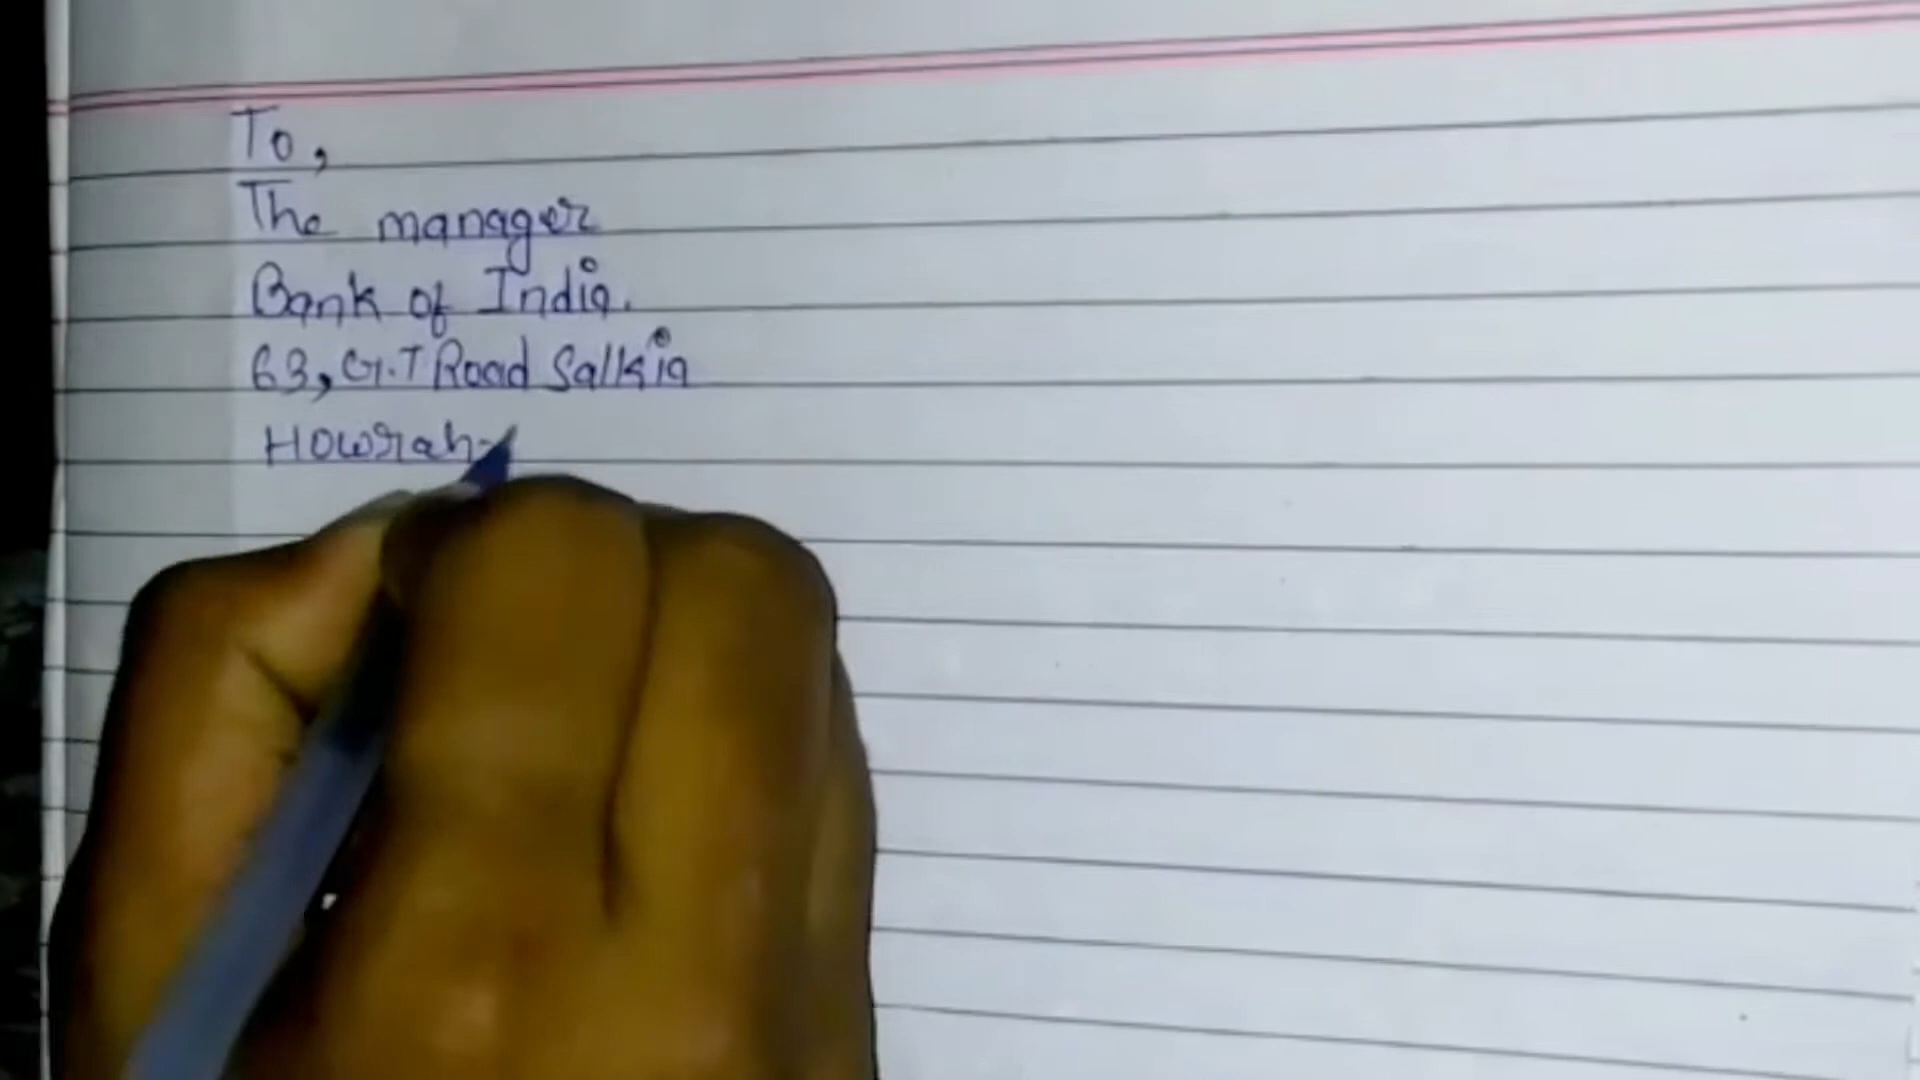 To,
The manager
Bank of India.
63, G.T Road Salkia
Howrah-